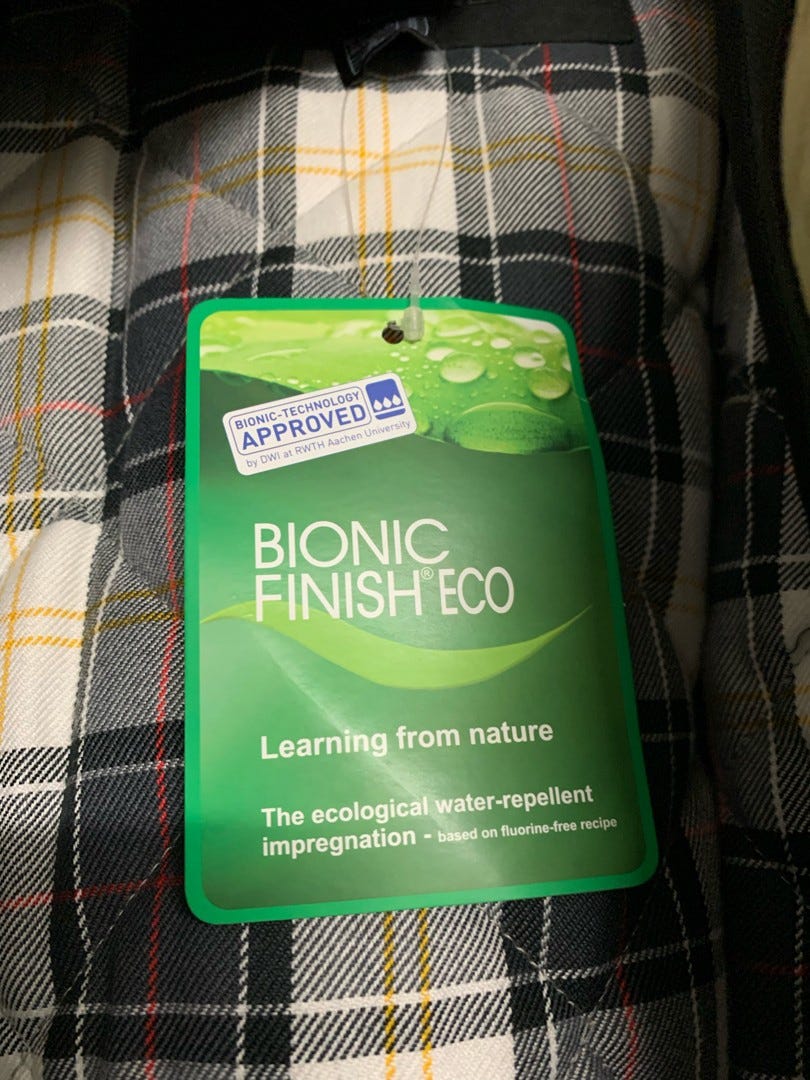 BIONIC-TECHNOLOGY
APPROVED
by DWI at RWTH Aachen University
BIONIC
FINISH® ECO
Learning from nature
The ecological water-repellent
impregnation - based on fluorine-free recipe